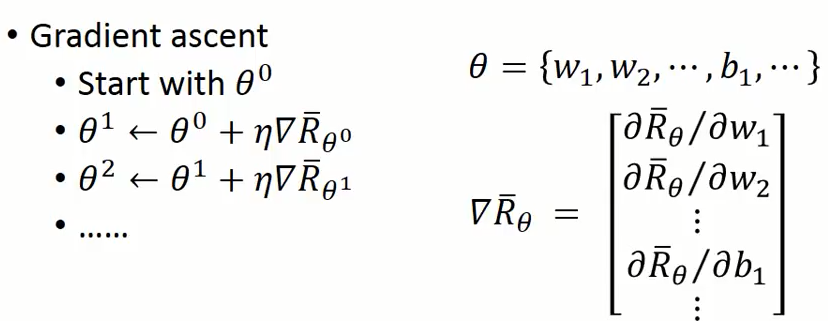 • Gradient ascent
• Start with θ⁰
• θ¹ ← θ⁰ + η∇R̄_θ⁰
• θ² ← θ¹ + η∇R̄_θ¹
• ……
θ = {w₁, w₂, ⋯, b₁, ⋯}
∇R̄_θ = [
∂R̄_θ/∂w₁
∂R̄_θ/∂w₂
⋮
∂R̄_θ/∂b₁
⋮
]